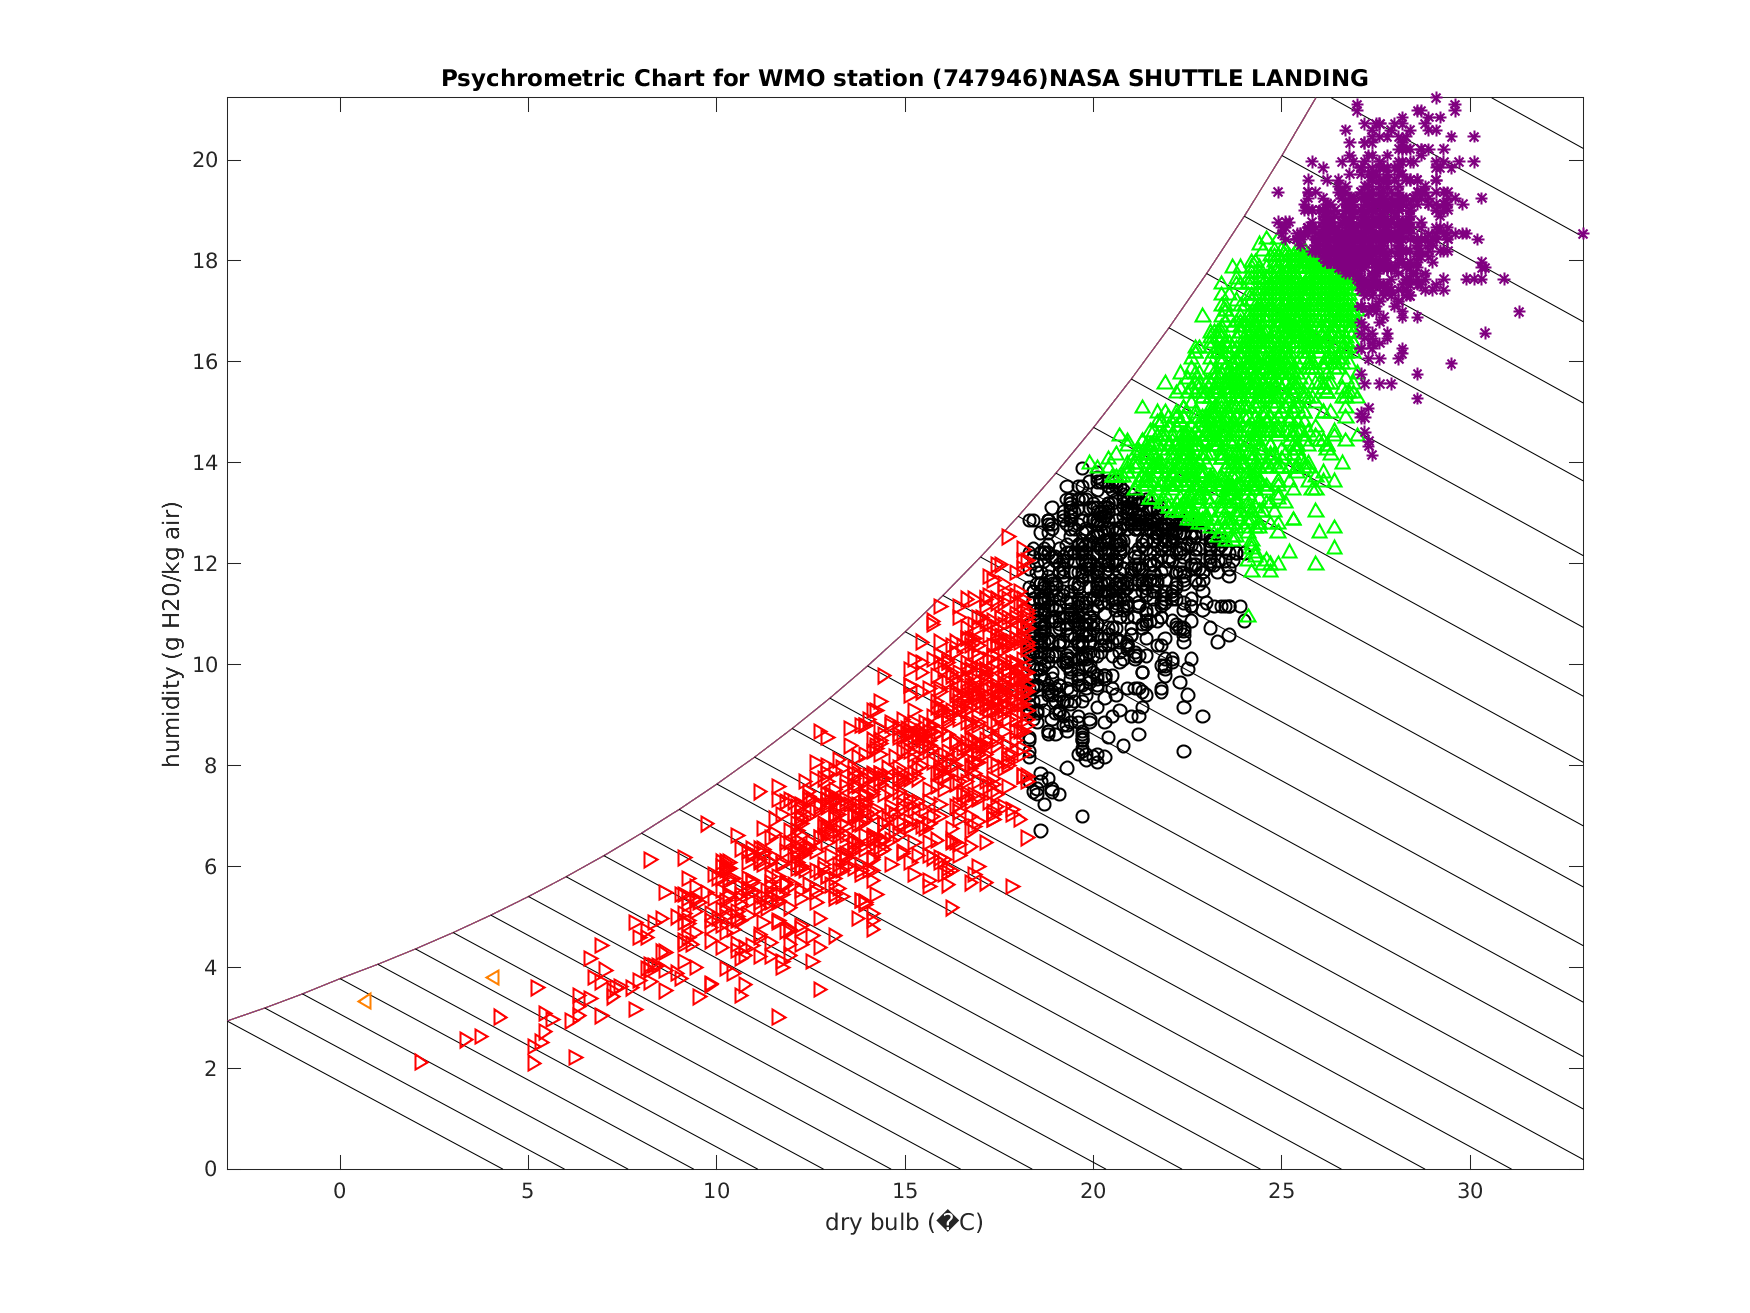 Psychrometric Chart for WMO station (747946)NASA SHUTTLE LANDING
humidity (g H20/kg air)
20
18
16
14
12
10
8
6
4
2
0
0 5 10 15 20 25 30
dry bulb (�C)